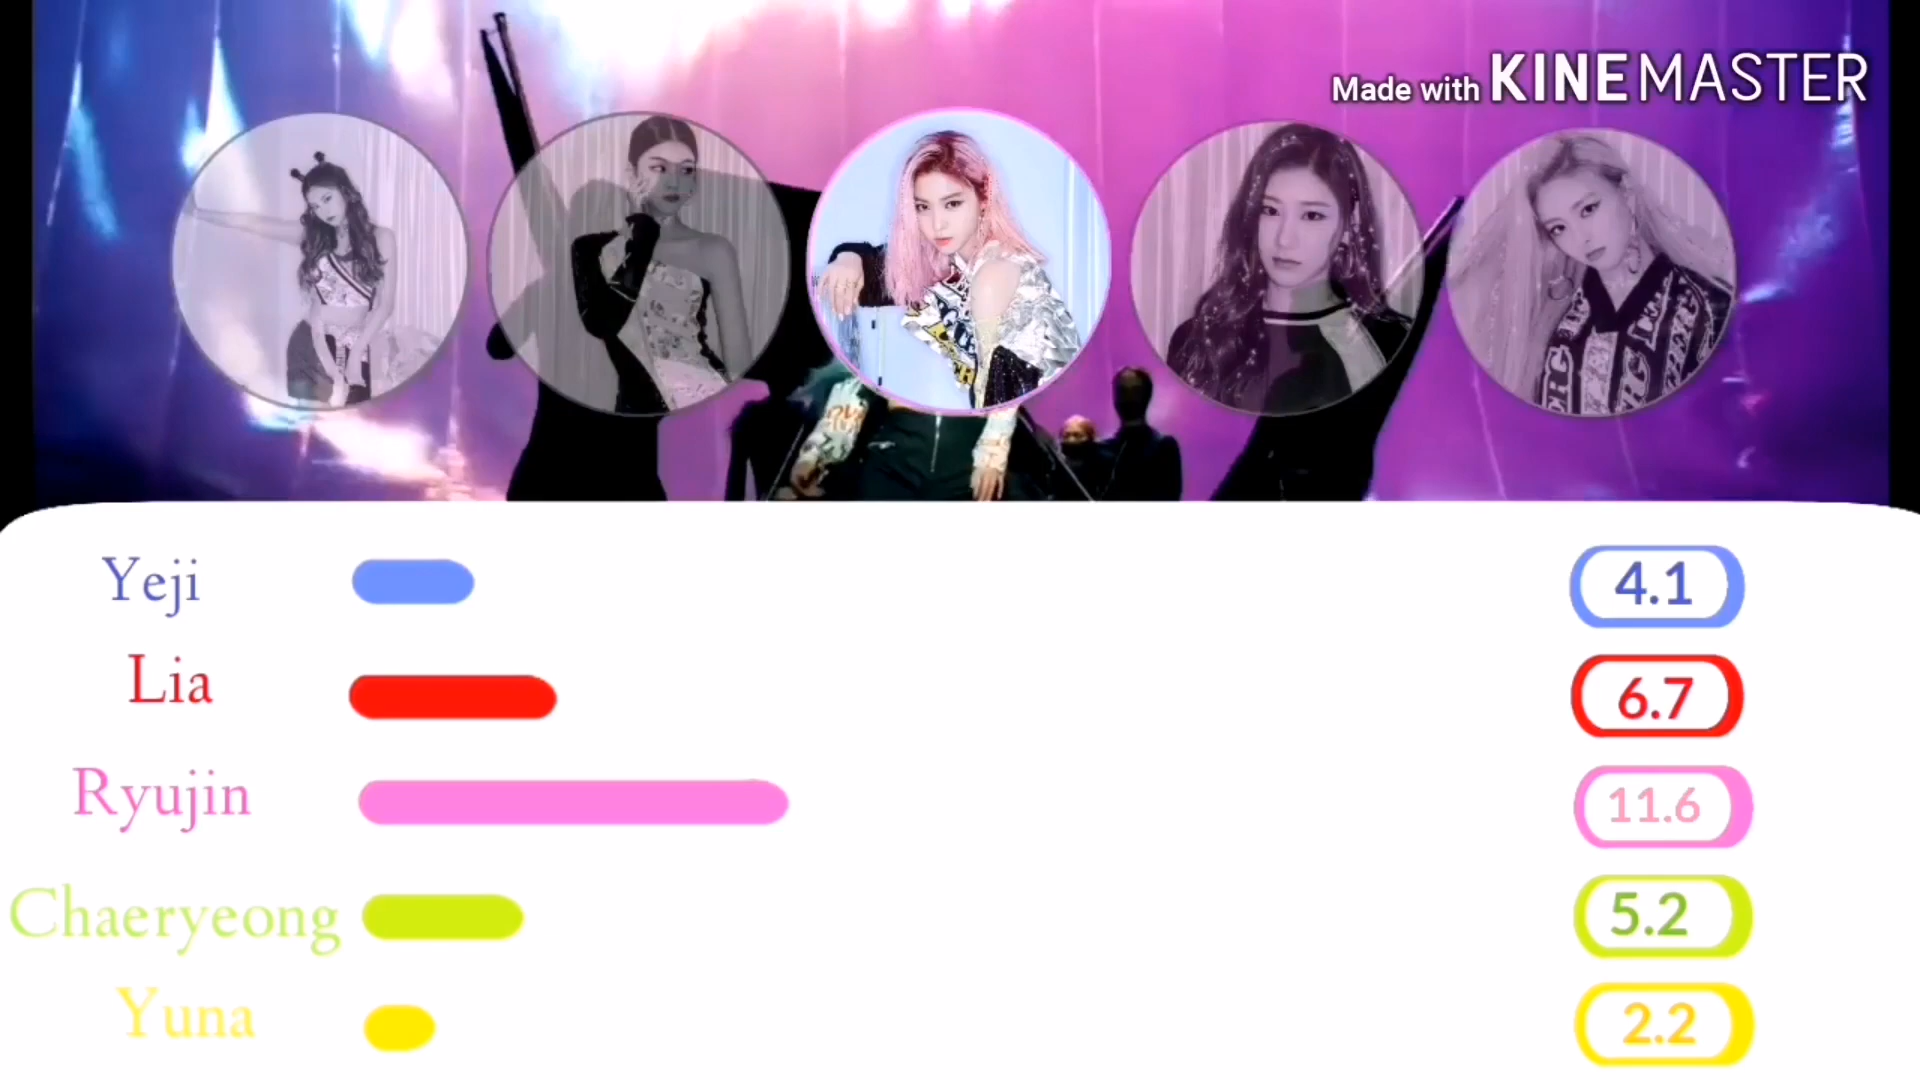 Made with KINEMASTER
Yeji 4.1
Lia 6.7
Ryujin 11.6
Chaeryeong 5.2
Yuna 2.2